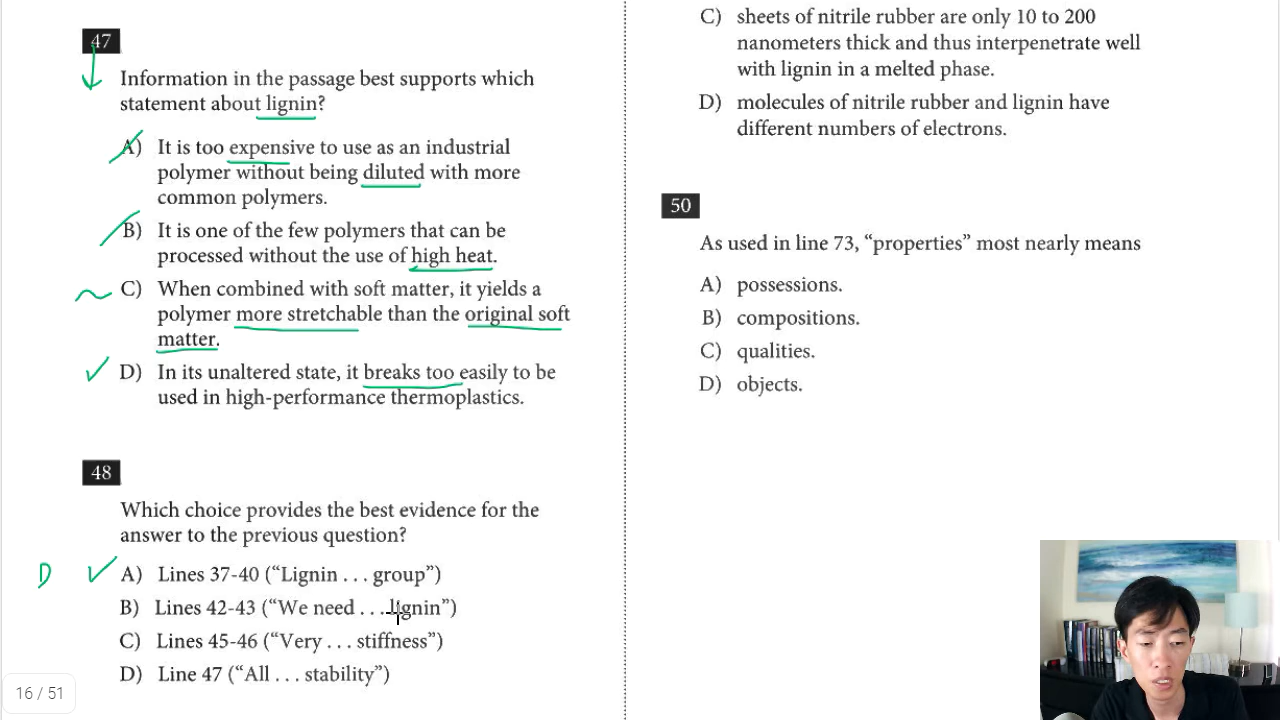 47
Information in the passage best supports which
statement about lignin?
A) It is too expensive to use as an industrial
polymer without being diluted with more
common polymers.
B) It is one of the few polymers that can be
processed without the use of high heat.
C) When combined with soft matter, it yields a
polymer more stretchable than the original soft
matter.
D) In its unaltered state, it breaks too easily to be
used in high-performance thermoplastics.
48
Which choice provides the best evidence for the
answer to the previous question?
D
A) Lines 37-40 (“Lignin . . . group”)
B) Lines 42-43 (“We need . . . lignin”)
C) Lines 45-46 (“Very . . . stiffness”)
D) Line 47 (“All . . . stability”)
16 / 51
C) sheets of nitrile rubber are only 10 to 200
nanometers thick and thus interpenetrate well
with lignin in a melted phase.
D) molecules of nitrile rubber and lignin have
different numbers of electrons.
50
As used in line 73, “properties” most nearly means
A) possessions.
B) compositions.
C) qualities.
D) objects.